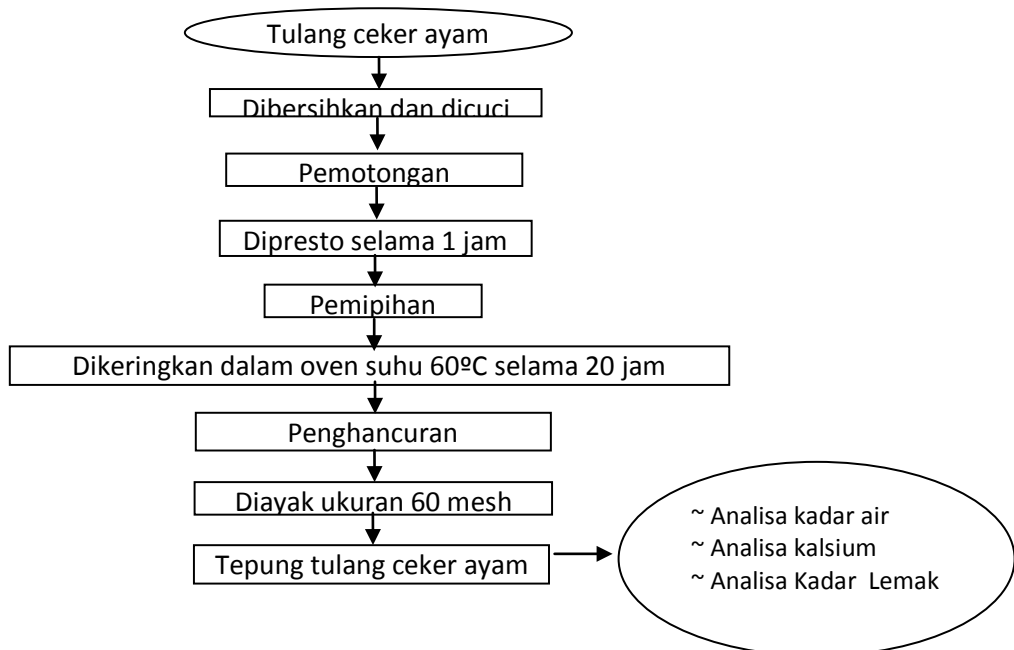 Tulang ceker ayam
Dibersihkan dan dicuci
Pemotongan
Dipresto selama 1 jam
Pemipihan
Dikeringkan dalam oven suhu 60ºC selama 20 jam
Penghancuran
Diayak ukuran 60 mesh
Tepung tulang ceker ayam
~ Analisa kadar air
~ Analisa kalsium
~ Analisa Kadar  Lemak